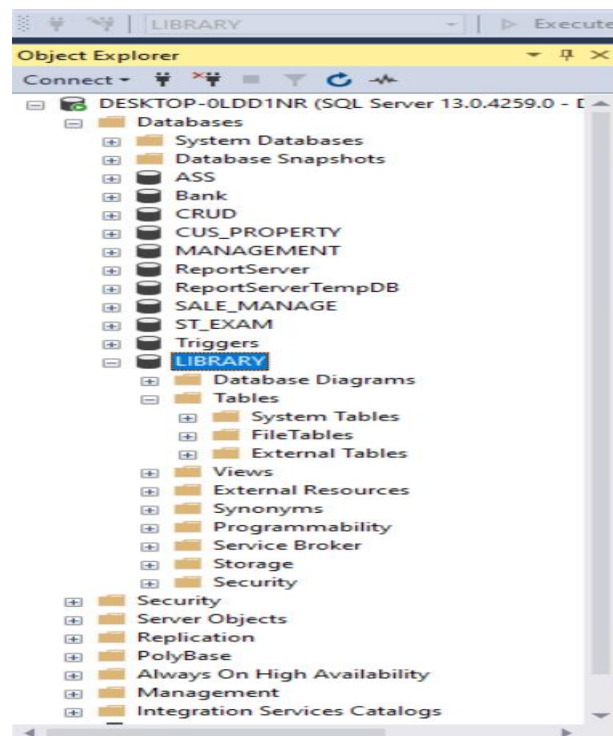 LIBRARY Execute
Object Explorer
Connect
DESKTOP-0LDD1NR (SQL Server 13.0.4259.0 -
Databases
System Databases
Database Snapshots
ASS
Bank
CRUD
CUS_PROPERTY
MANAGEMENT
ReportServer
ReportServerTempDB
SALE_MANAGE
ST_EXAM
Triggers
LIBRARY
Database Diagrams
Tables
System Tables
FileTables
External Tables
Views
External Resources
Synonyms
Programmability
Service Broker
Storage
Security
Security
Server Objects
Replication
PolyBase
Always On High Availability
Management
Integration Services Catalogs